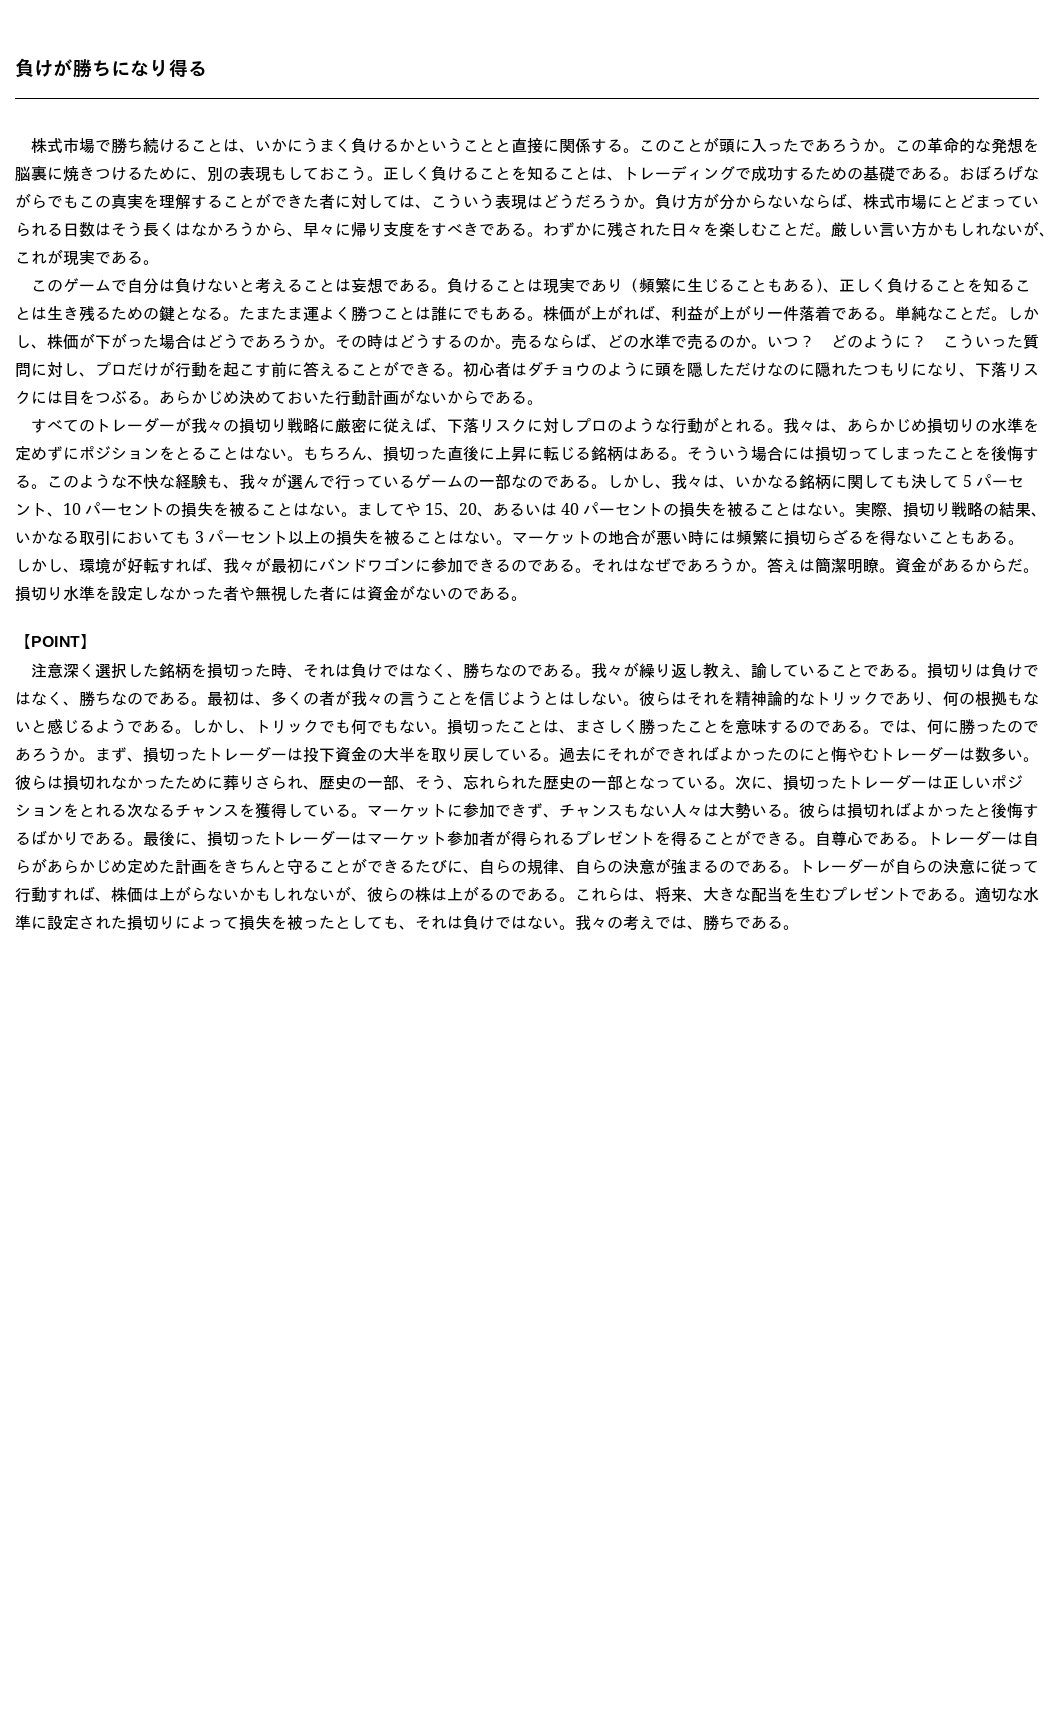 負けが勝ちになり得る
　株式市場で勝ち続けることは、いかにうまく負けるかということと直接に関係する。このことが頭に入ったであろうか。この革命的な発想を
脳裏に焼きつけるために、別の表現もしておこう。正しく負けることを知ることは、トレーディングで成功するための基礎である。おぼろげな
がらでもこの真実を理解することができた者に対しては、こういう表現はどうだろうか。負け方が分からないならば、株式市場にとどまってい
られる日数はそう長くはなかろうから、早々に帰り支度をすべきである。わずかに残された日々を楽しむことだ。厳しい言い方かもしれないが、
これが現実である。
　このゲームで自分は負けないと考えることは妄想である。負けることは現実であり（頻繁に生じることもある）、正しく負けることを知るこ
とは生き残るための鍵となる。たまたま運よく勝つことは誰にでもある。株価が上がれば、利益が上がり一件落着である。単純なことだ。しか
し、株価が下がった場合はどうであろうか。その時はどうするのか。売るならば、どの水準で売るのか。いつ？　どのように？　こういった質
問に対し、プロだけが行動を起こす前に答えることができる。初心者はダチョウのように頭を隠しただけなのに隠れたつもりになり、下落リス
クには目をつぶる。あらかじめ決めておいた行動計画がないからである。
　すべてのトレーダーが我々の損切り戦略に厳密に従えば、下落リスクに対しプロのような行動がとれる。我々は、あらかじめ損切りの水準を
定めずにポジションをとることはない。もちろん、損切った直後に上昇に転じる銘柄はある。そういう場合には損切ってしまったことを後悔す
る。このような不快な経験も、我々が選んで行っているゲームの一部なのである。しかし、我々は、いかなる銘柄に関しても決して 5 パーセ
ント、10 パーセントの損失を被ることはない。ましてや 15、20、あるいは 40 パーセントの損失を被ることはない。実際、損切り戦略の結果、
いかなる取引においても 3 パーセント以上の損失を被ることはない。マーケットの地合が悪い時には頻繁に損切らざるを得ないこともある。
しかし、環境が好転すれば、我々が最初にバンドワゴンに参加できるのである。それはなぜであろうか。答えは簡潔明瞭。資金があるからだ。
損切り水準を設定しなかった者や無視した者には資金がないのである。
【POINT】
　注意深く選択した銘柄を損切った時、それは負けではなく、勝ちなのである。我々が繰り返し教え、諭していることである。損切りは負けで
はなく、勝ちなのである。最初は、多くの者が我々の言うことを信じようとはしない。彼らはそれを精神論的なトリックであり、何の根拠もな
いと感じるようである。しかし、トリックでも何でもない。損切ったことは、まさしく勝ったことを意味するのである。では、何に勝ったので
あろうか。まず、損切ったトレーダーは投下資金の大半を取り戻している。過去にそれができればよかったのにと悔やむトレーダーは数多い。
彼らは損切れなかったために葬りさられ、歴史の一部、そう、忘れられた歴史の一部となっている。次に、損切ったトレーダーは正しいポジ
ションをとれる次なるチャンスを獲得している。マーケットに参加できず、チャンスもない人々は大勢いる。彼らは損切ればよかったと後悔す
るばかりである。最後に、損切ったトレーダーはマーケット参加者が得られるプレゼントを得ることができる。自尊心である。トレーダーは自
らがあらかじめ定めた計画をきちんと守ることができるたびに、自らの規律、自らの決意が強まるのである。トレーダーが自らの決意に従って
行動すれば、株価は上がらないかもしれないが、彼らの株は上がるのである。これらは、将来、大きな配当を生むプレゼントである。適切な水
準に設定された損切りによって損失を被ったとしても、それは負けではない。我々の考えでは、勝ちである。